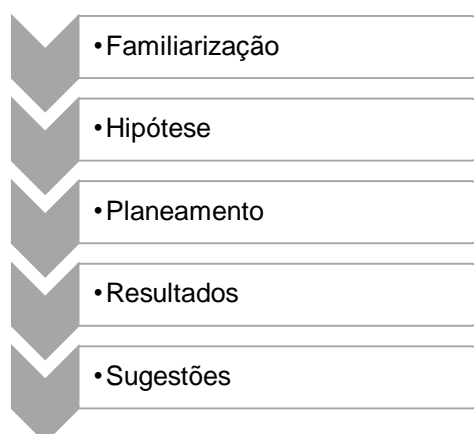 •Familiarização
•Hipótese
•Planeamento
•Resultados
•Sugestões